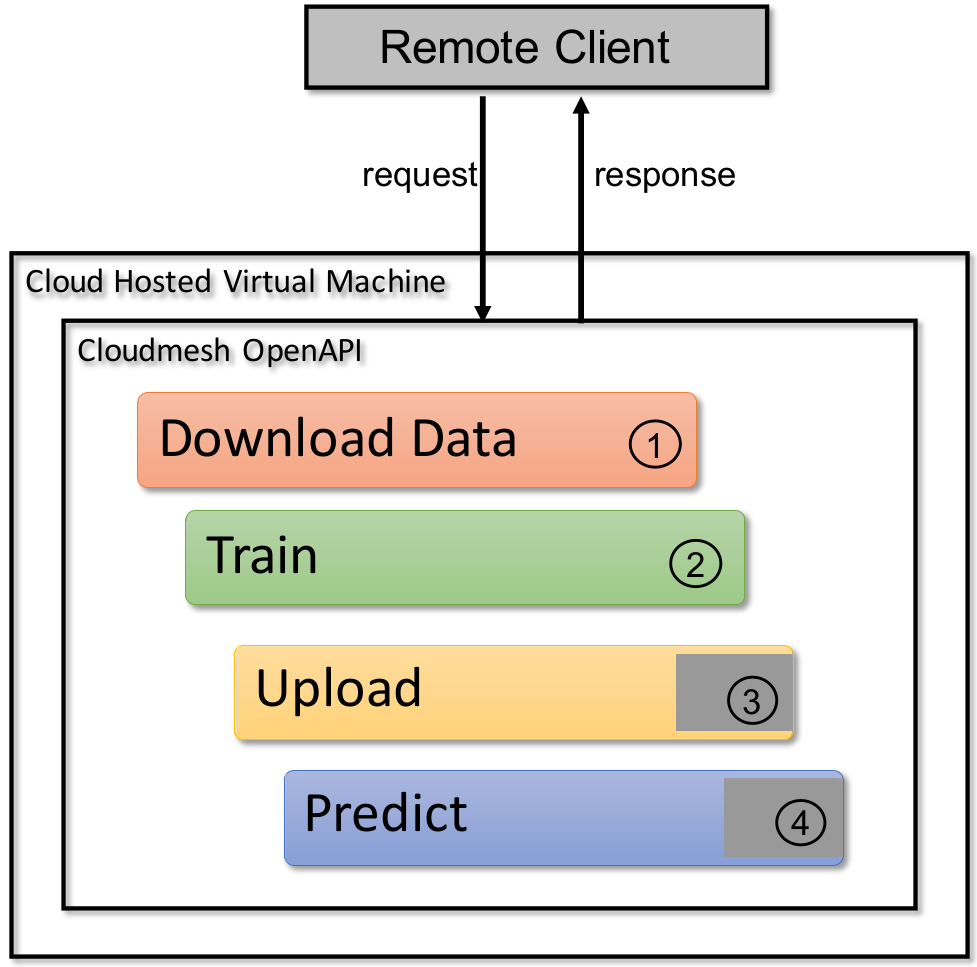 Remote Client
request
response
Cloud Hosted Virtual Machine
Cloudmesh OpenAPI
Download Data 1
Train 2
Upload 3
Predict 4